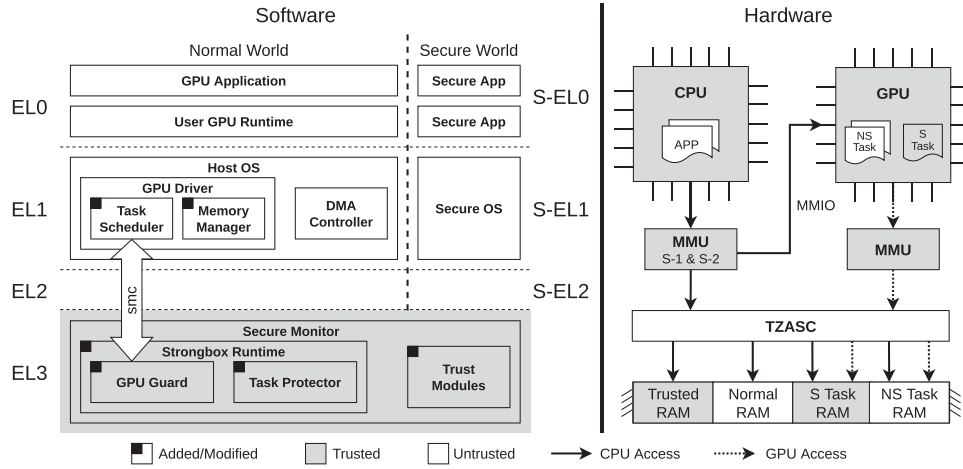 Software
Hardware
Normal World
Secure World
EL0
GPU Application
Secure App
S-EL0
User GPU Runtime
Secure App
EL1
Host OS
GPU Driver
Task
Scheduler
Memory
Manager
DMA
Controller
Secure OS
S-EL1
EL2
smc
S-EL2
EL3
Secure Monitor
Strongbox Runtime
GPU Guard
Task Protector
Trust
Modules
CPU
APP
GPU
NS
Task
S
Task
MMIO
MMU
S-1 & S-2
MMU
TZASC
Trusted
RAM
Normal
RAM
S Task
RAM
NS Task
RAM
Added/Modified
Trusted
Untrusted
CPU Access
GPU Access